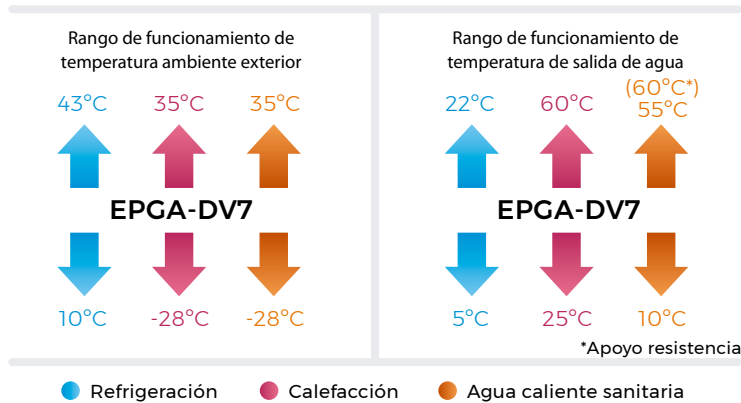 Rango de funcionamiento de
temperatura ambiente exterior
43°C 35°C 35°C
EPGA-DV7
10°C -28°C -28°C
Rango de funcionamiento de
temperatura de salida de agua
(60°C*)
22°C 60°C 55°C
EPGA-DV7
5°C 25°C 10°C
*Apoyo resistencia
Refrigeración Calefacción Agua caliente sanitaria